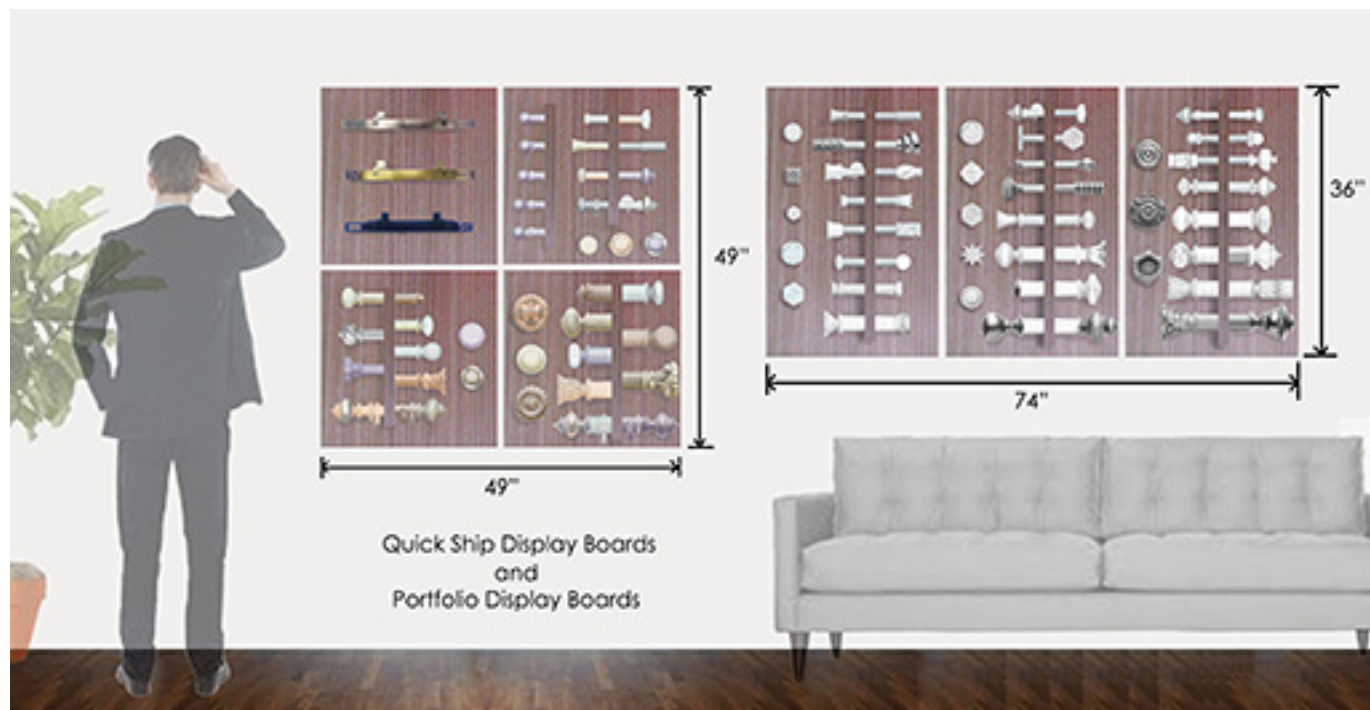 49"
36"
74"
49"
Quick Ship Display Boards
and
Portfolio Display Boards